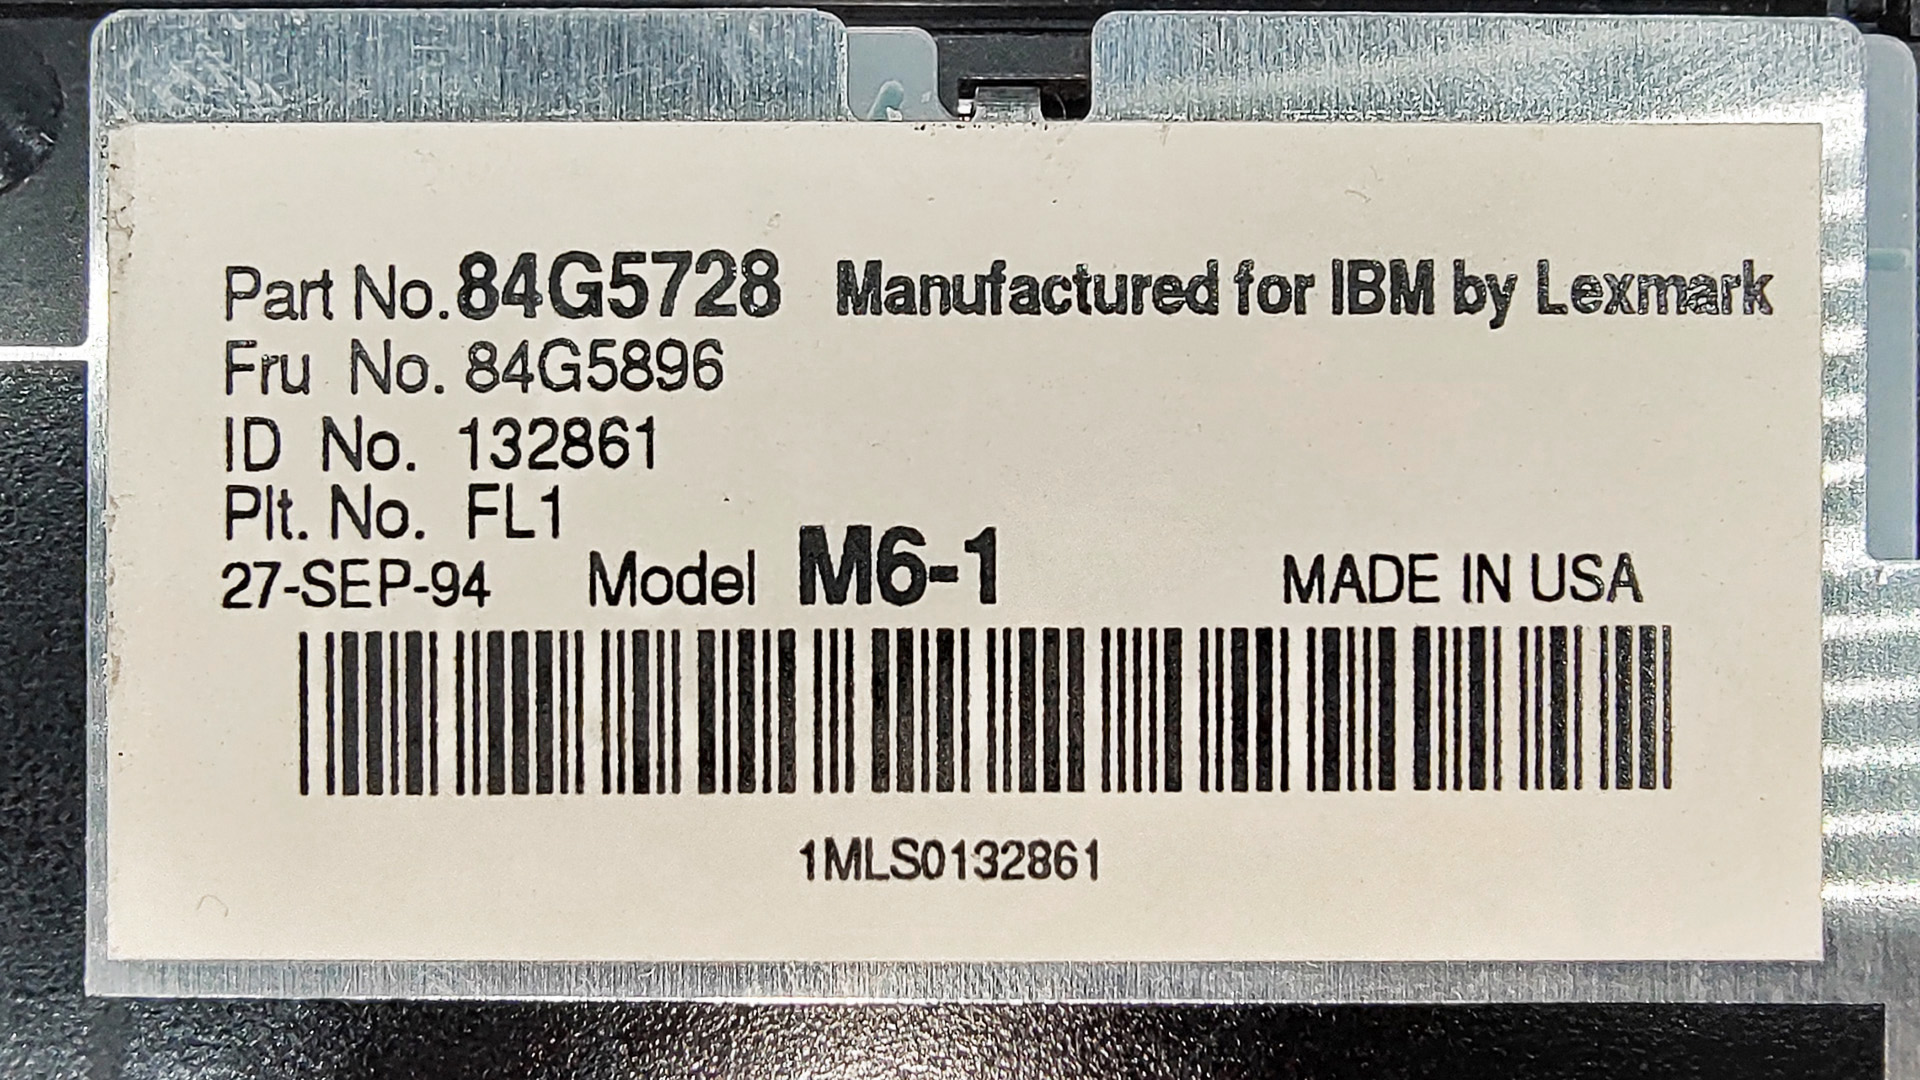 Part No. 84G5728 Manufactured for IBM by Lexmark
Fru No. 84G5896
ID No. 132861
Plt. No. FL1
27-SEP-94 Model M6-1 MADE IN USA
1MLS0132861